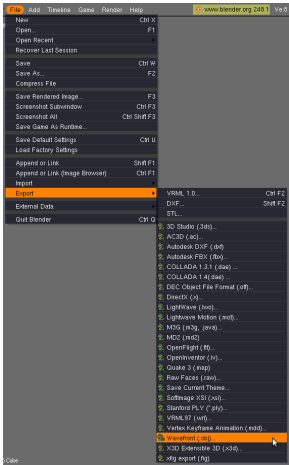 File Add Timeline Game Render Help www.blender.org 248.1 Ve:8
New Ctrl X
Open... F1
Open Recent
Recover Last Session
Save Ctrl W
Save As... F2
Compress File
Save Rendered Image... F3
Screenshot Subwindow Ctrl F3
Screenshot All Ctrl Shift F3
Save Game As Runtime...
Save Default Settings Ctrl U
Load Factory Settings
Append or Link Shift F1
Append or Link (Image Browser) Ctrl F1
Import
Export
External Data
Quit Blender Ctrl Q
VRML 1.0... Ctrl F2
DXF... Shift F2
STL...
3D Studio (.3ds)...
AC3D (.ac)...
Autodesk DXF (.dxf)
Autodesk FBX (.fbx)...
COLLADA 1.3.1 (.dae) ...
COLLADA 1.4(.dae) ...
DEC Object File Format (.off)...
DirectX (.x)...
LightWave (.lwo)...
Lightwave Motion (.mot)...
M3G (.m3g, .java)...
MD2 (.md2)
OpenFlight (.flt)...
OpenInventor (.iv)...
Quake 3 (.map)
Raw Faces (.raw)...
Save Current Theme...
Softimage XSI (.xsi)...
Stanford PLY (*.ply)...
VRML97 (.wrl)...
Vertex Keyframe Animation (.mdd)...
Wavefront (.obj)...
X3D Extensible 3D (.x3d)...
xfig export (.fig)